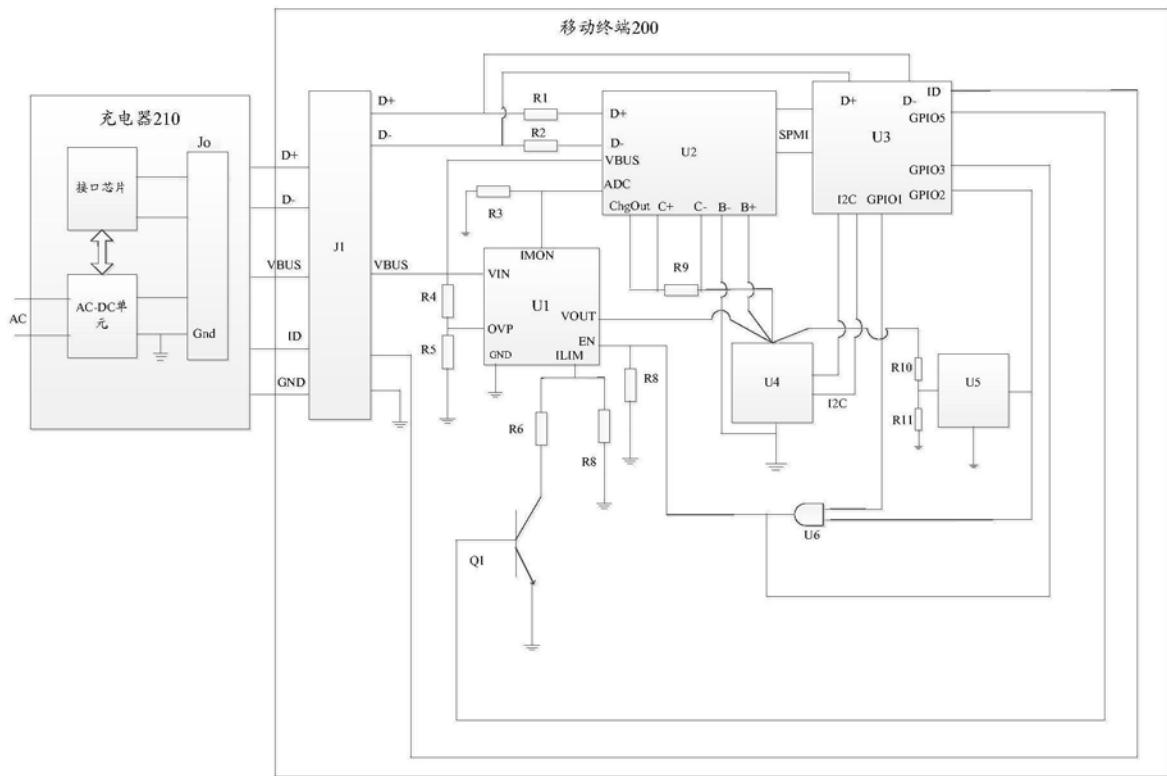 移动终端200
充电器210
Jo
接口芯片
AC-DC单
元
AC
Gnd
D+
D-
VBUS
ID
GND
J1
D+
D-
VBUS
R1
R2
D+
D-
VBUS
ADC
U2
ChgOut
C+
C-
B-
B+
SPMI
D+
D-
ID
GPIO5
U3
GPIO3
GPIO2
I2C
GPIO1
R3
IMON
VIN
U1
VOUT
OVP
EN
GND
ILIM
R4
R5
R9
R8
R6
R8
U4
I2C
R10
R11
U5
U6
Q1